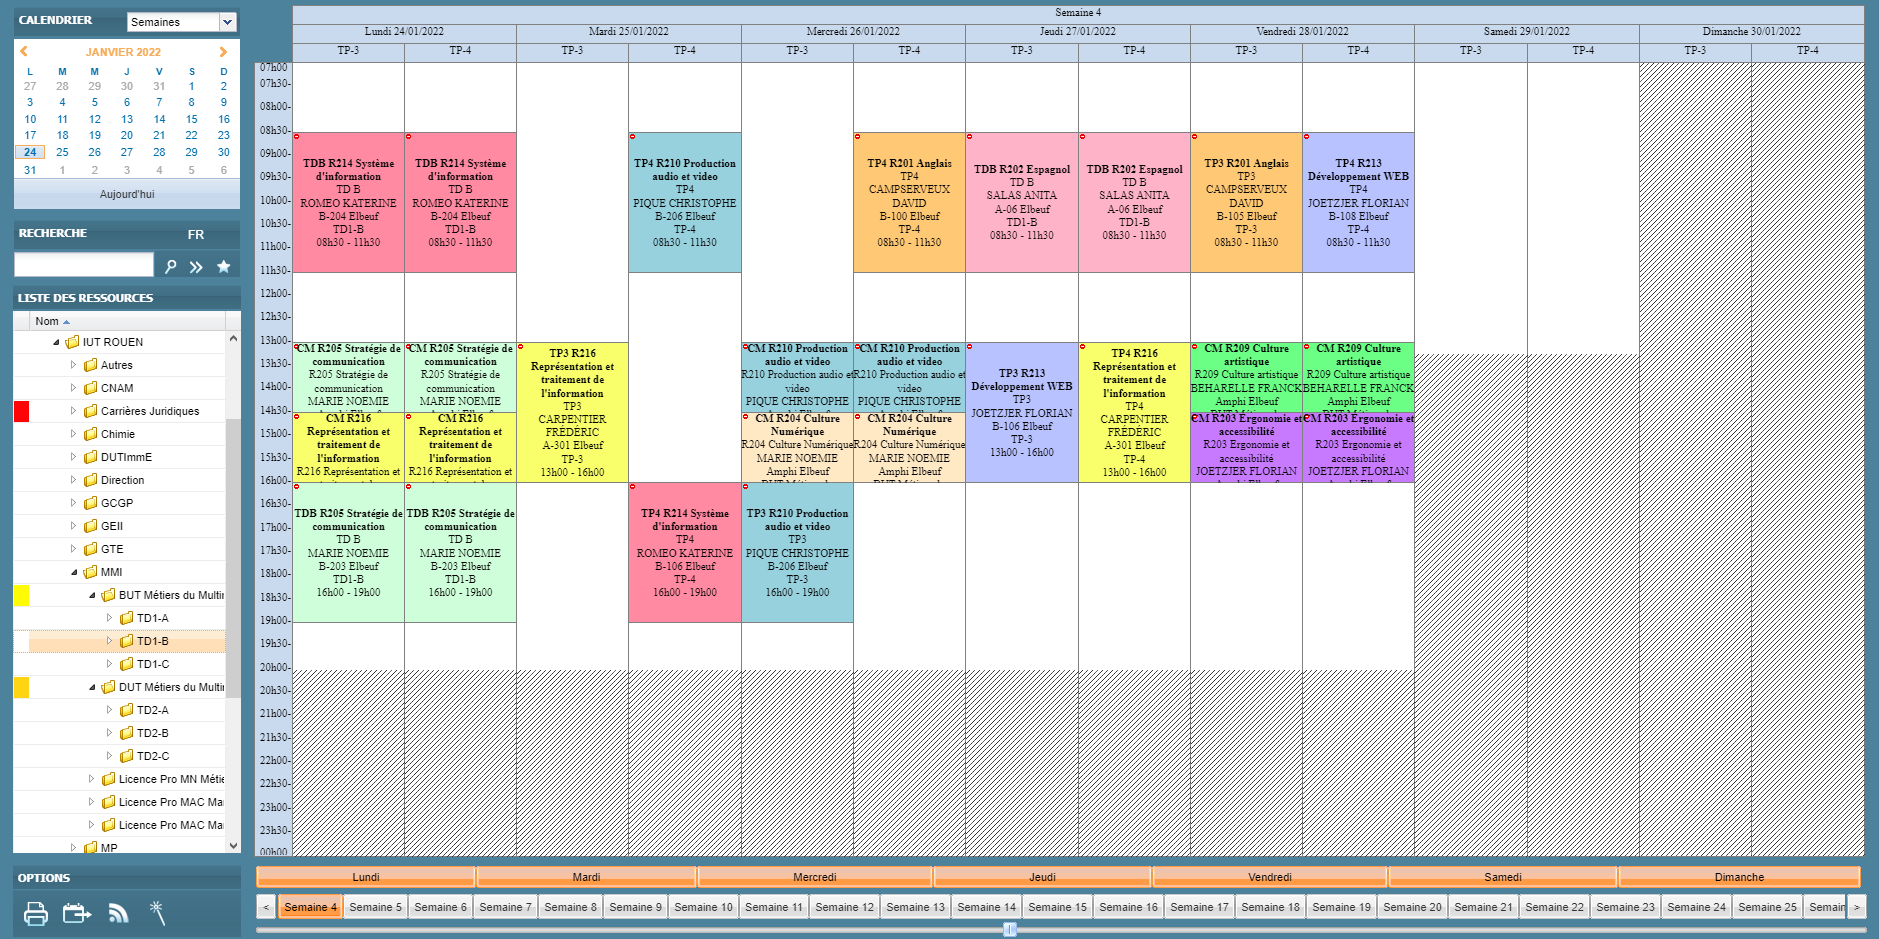 CALENDRIER
Semaines
JANVIER 2022
L M M J V S D
27 28 29 30 31 1 2
3 4 5 6 7 8 9
10 11 12 13 14 15 16
17 18 19 20 21 22 23
24 25 26 27 28 29 30
31 1 2 3 4 5 6
Aujourd'hui
RECHERCHE FR
LISTE DES RESSOURCES
Nom
IUT ROUEN
Autres
CNAM
Carrières Juridiques
Chimie
DUTImmE
Direction
GCGP
GEII
GTE
MMI
BUT Métiers du Multin
TD1-A
TD1-B
TD1-C
DUT Métiers du Multin
TD2-A
TD2-B
TD2-C
Licence Pro MN Métie
Licence Pro MAC Mar
Licence Pro MAC Mar
MP
OPTIONS
Semaine 4
Lundi 24/01/2022 Mardi 25/01/2022 Mercredi 26/01/2022 Jeudi 27/01/2022 Vendredi 28/01/2022 Samedi 29/01/2022 Dimanche 30/01/2022
TP-3 TP-4 TP-3 TP-4 TP-3 TP-4 TP-3 TP-4 TP-3 TP-4 TP-3 TP-4 TP-3 TP-4
07h00
07h30-
08h00-
08h30-
09h00-
09h30-
10h00-
10h30-
11h00-
11h30-
12h00-
12h30-
13h00-
13h30-
14h00-
14h30-
15h00-
15h30-
16h00-
16h30-
17h00-
17h30-
18h00-
18h30-
19h00-
19h30-
20h00-
20h30-
21h00-
21h30-
22h00-
22h30-
23h00-
23h30-
00h00
TDB R214 Système
d'information
TD B
ROMEO KATERINE
B-204 Elbeuf
TD1-B
08h30 - 11h30
TDB R214 Système
d'information
TD B
ROMEO KATERINE
B-204 Elbeuf
TD1-B
08h30 - 11h30
TP4 R210 Production
audio et video
TP4
PIQUE CHRISTOPHE
B-206 Elbeuf
TP-4
08h30 - 11h30
TP4 R201 Anglais
TP4
CAMPSERVEUX
DAVID
B-100 Elbeuf
TP-4
08h30 - 11h30
TDB R202 Espagnol
TD B
SALAS ANITA
A-06 Elbeuf
TD1-B
08h30 - 11h30
TDB R202 Espagnol
TD B
SALAS ANITA
A-06 Elbeuf
TD1-B
08h30 - 11h30
TP3 R201 Anglais
TP3
CAMPSERVEUX
DAVID
B-105 Elbeuf
TP-3
08h30 - 11h30
TP4 R213
Développement WEB
TP4
JOETZJER FLORIAN
B-108 Elbeuf
TP-4
08h30 - 11h30
CM R205 Stratégie de
communication
R205 Stratégie de
communication
MARIE NOEMIE
Amphi Elbeuf
CM R205 Stratégie de
communication
R205 Stratégie de
communication
MARIE NOEMIE
Amphi Elbeuf
TP3 R216
Représentation et
traitement de
l'information
TP3
CARPENTIER
FRÉDÉRIC
A-301 Elbeuf
TP-3
13h00 - 16h00
CM R210 Production
audio et video
R210 Production audio et
video
PIQUE CHRISTOPHE
Amphi Elbeuf
CM R210 Production
audio et video
R210 Production audio et
video
PIQUE CHRISTOPHE
Amphi Elbeuf
TP3 R213
Développement WEB
TP3
JOETZJER FLORIAN
B-106 Elbeuf
TP-3
13h00 - 16h00
TP4 R216
Représentation et
traitement de
l'information
TP4
CARPENTIER
FRÉDÉRIC
A-301 Elbeuf
TP-4
13h00 - 16h00
CM R209 Culture
artistique
R209 Culture artistique
BEHARELLE FRANCK
Amphi Elbeuf
DUT Métiers du
CM R209 Culture
artistique
R209 Culture artistique
BEHARELLE FRANCK
Amphi Elbeuf
DUT Métiers du
CM R216
Représentation et
traitement de
l'information
R216 Représentation et
traitement de
CM R216
Représentation et
traitement de
l'information
R216 Représentation et
traitement de
CM R204 Culture
Numérique
R204 Culture Numérique
MARIE NOEMIE
Amphi Elbeuf
CM R204 Culture
Numérique
R204 Culture Numérique
MARIE NOEMIE
Amphi Elbeuf
CM R203 Ergonomie et
accessibilité
R203 Ergonomie et
accessibilité
JOETZJER FLORIAN
Amphi Elbeuf
CM R203 Ergonomie et
accessibilité
R203 Ergonomie et
accessibilité
JOETZJER FLORIAN
Amphi Elbeuf
TDB R205 Stratégie de
communication
TD B
MARIE NOEMIE
B-203 Elbeuf
TD1-B
16h00 - 19h00
TDB R205 Stratégie de
communication
TD B
MARIE NOEMIE
B-203 Elbeuf
TD1-B
16h00 - 19h00
TP4 R214 Système
d'information
TP4
ROMEO KATERINE
B-106 Elbeuf
TP-4
16h00 - 19h00
TP3 R210 Production
audio et video
TP3
PIQUE CHRISTOPHE
B-206 Elbeuf
TP-3
16h00 - 19h00
Lundi Mardi Mercredi Jeudi Vendredi Samedi Dimanche
< Semaine 4 Semaine 5 Semaine 6 Semaine 7 Semaine 8 Semaine 9 Semaine 10 Semaine 11 Semaine 12 Semaine 13 Semaine 14 Semaine 15 Semaine 16 Semaine 17 Semaine 18 Semaine 19 Semaine 20 Semaine 21 Semaine 22 Semaine 23 Semaine 24 Semaine 25 Semain >